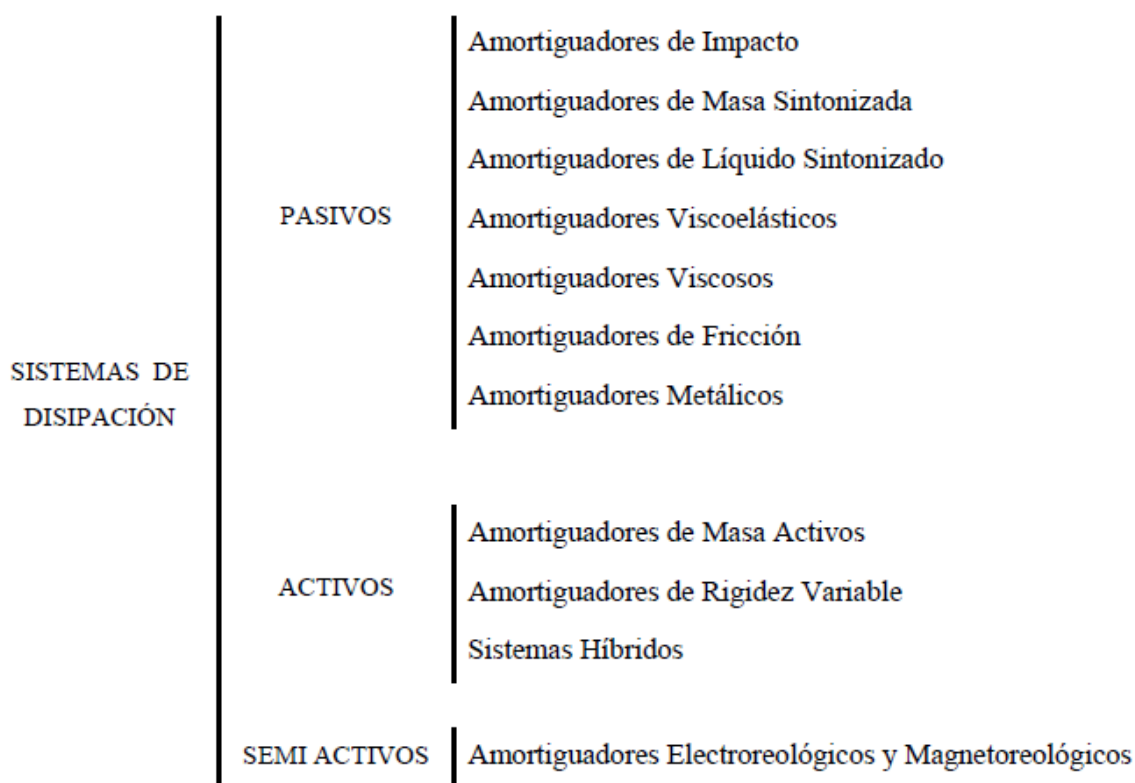 SISTEMAS DE
DISIPACIÓN
PASIVOS
Amortiguadores de Impacto
Amortiguadores de Masa Sintonizada
Amortiguadores de Líquido Sintonizado
Amortiguadores Viscoelásticos
Amortiguadores Viscosos
Amortiguadores de Fricción
Amortiguadores Metálicos
ACTIVOS
Amortiguadores de Masa Activos
Amortiguadores de Rigidez Variable
Sistemas Híbridos
SEMI ACTIVOS
Amortiguadores Electroreológicos y Magnetoreológicos